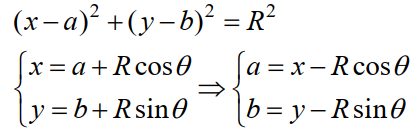 (x−a)² + (y−b)² = R²
{x = a + R cos θ ⇒ {a = x − R cos θ
{y = b + R sin θ {b = y − R sin θ